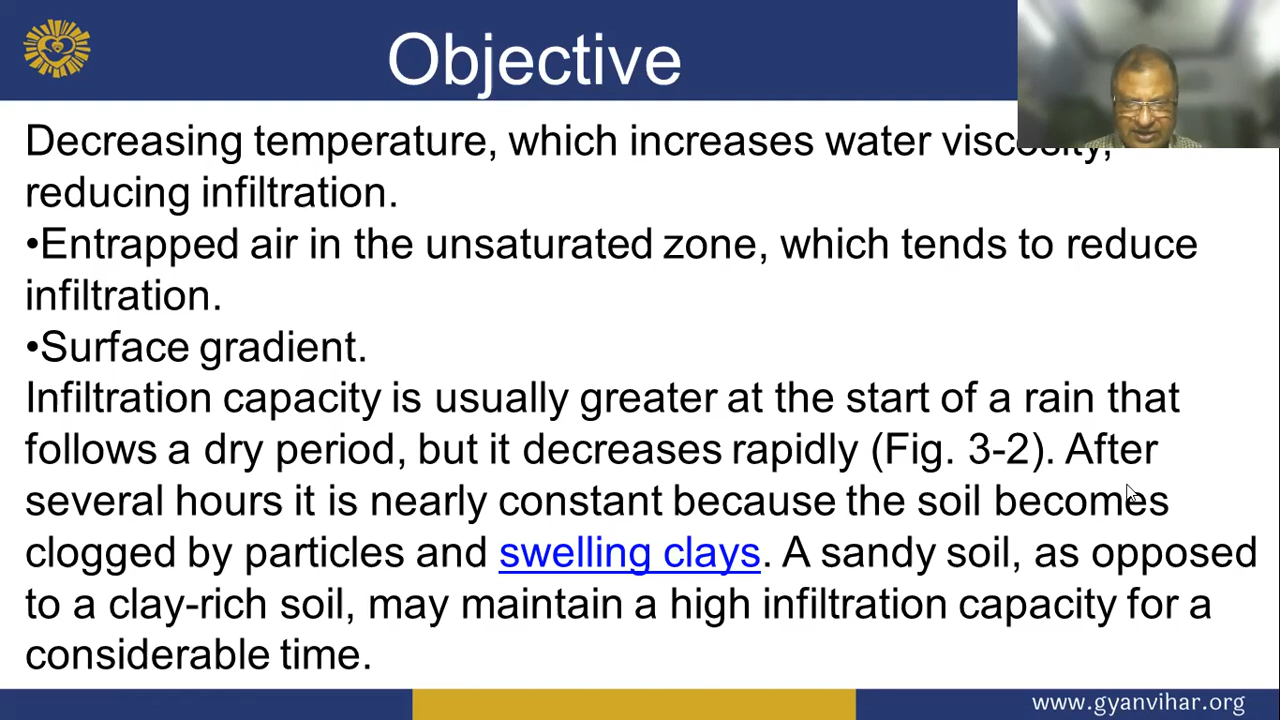 Objective
Decreasing temperature, which increases water viscosity,
reducing infiltration.
•Entrapped air in the unsaturated zone, which tends to reduce
infiltration.
•Surface gradient.
Infiltration capacity is usually greater at the start of a rain that
follows a dry period, but it decreases rapidly (Fig. 3-2). After
several hours it is nearly constant because the soil becomes
clogged by particles and swelling clays. A sandy soil, as opposed
to a clay-rich soil, may maintain a high infiltration capacity for a
considerable time.
www.gyanvihar.org